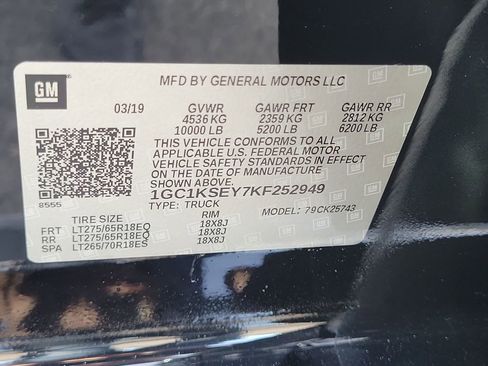 GM
MFD BY GENERAL MOTORS LLC
03/19 GVWR GAWR FRT GAWR RR
4536 KG 2359 KG 2812 KG
10000 LB 5200 LB 6200 LB
THIS VEHICLE CONFORMS TO ALL
APPLICABLE U.S. FEDERAL MOTOR
VEHICLE SAFETY STANDARDS IN EFFECT
ON THE DATE OF MANUFACTURE SHOWN ABOVE.
1GC1KSEY7KF252949
8555 TYPE: TRUCK MODEL: 79CK25743
TIRE SIZE RIM
FRT LT275/65R18EQ 18X8J
RR LT275/65R18EQ 18X8J
SPA LT265/70R18ES 18X8J